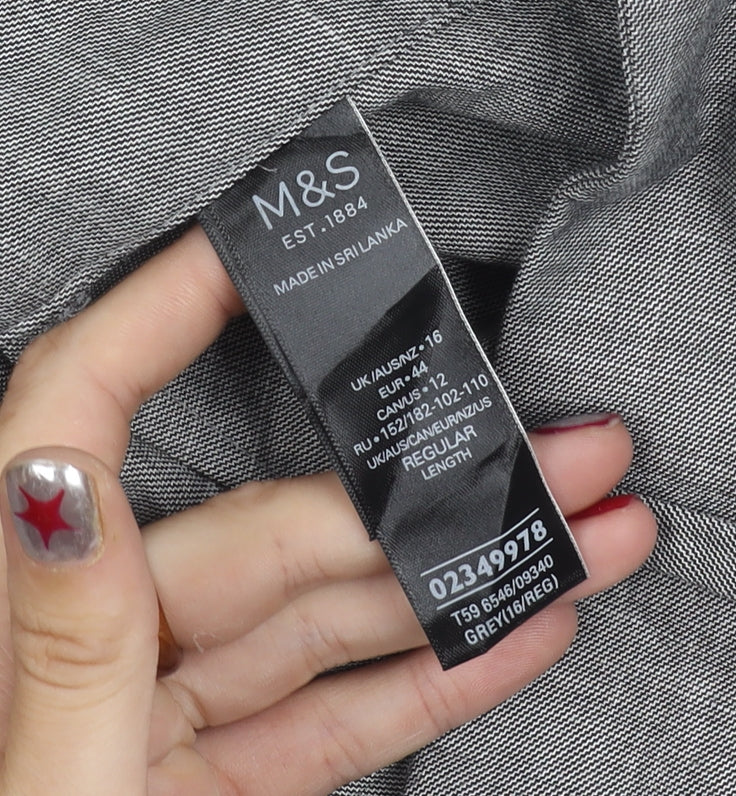 M&S
EST.1884
MADE IN SRI LANKA
UK/AUS/NZ•16
EUR•44
CAN/US•12
RU•152/182-102-110
UK/AUS/CAN/EUR/NZ/US
REGULAR
LENGTH
02349978
T59 6546/09340
GREY(16/REG)